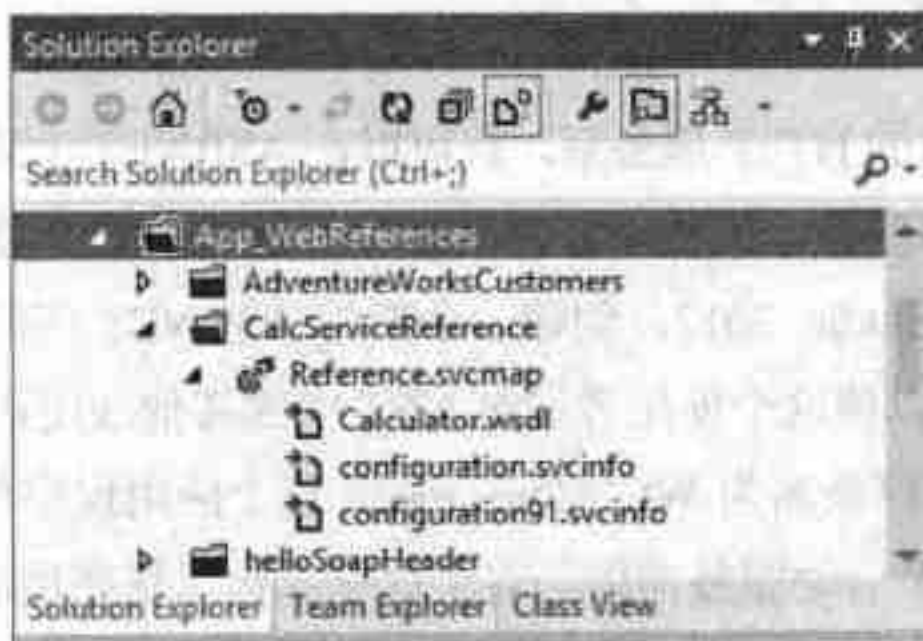 Solution Explorer
Search Solution Explorer (Ctrl+;)
App_WebReferences
AdventureWorksCustomers
CalcServiceReference
Reference.svcmap
Calculator.wsdl
configuration.svcinfo
configuration91.svcinfo
helloSoapHeader
Solution Explorer Team Explorer Class View